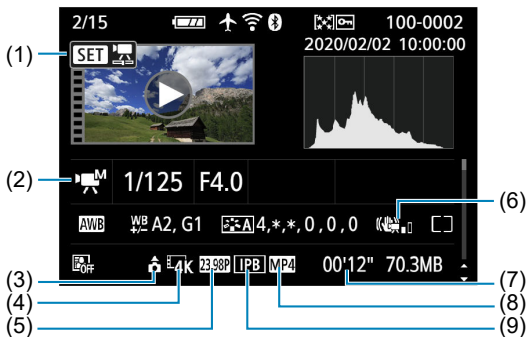 2/15 100-0002
2020/02/02 10:00:00
(1) SET
(2) M 1/125 F4.0
(6)
AWB WB +/- A2, G1 A 4,*,*,0,0,0
OFF 4K 23.98P IPB MP4 00'12" 70.3MB
(3) (7)
(4) (8)
(5) (9)